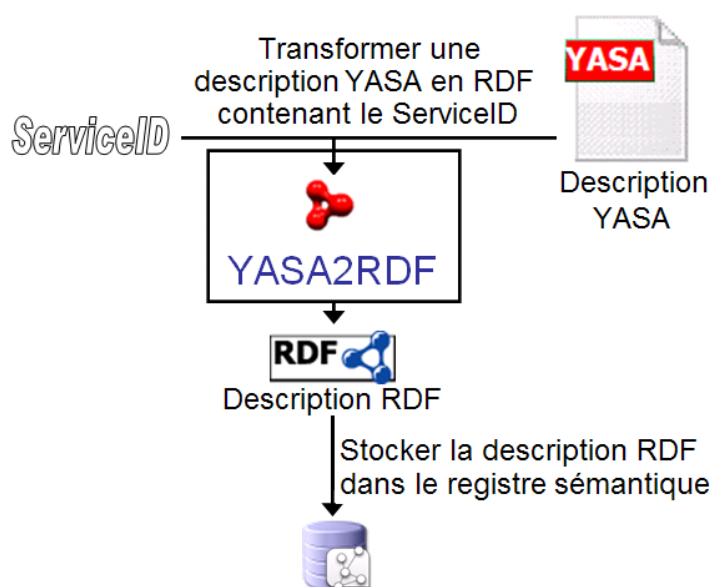 Transformer une
description YASA en RDF
contenant le ServiceID
YASA
ServiceID
Description
YASA
YASA2RDF
RDF
Description RDF
Stocker la description RDF
dans le registre sémantique